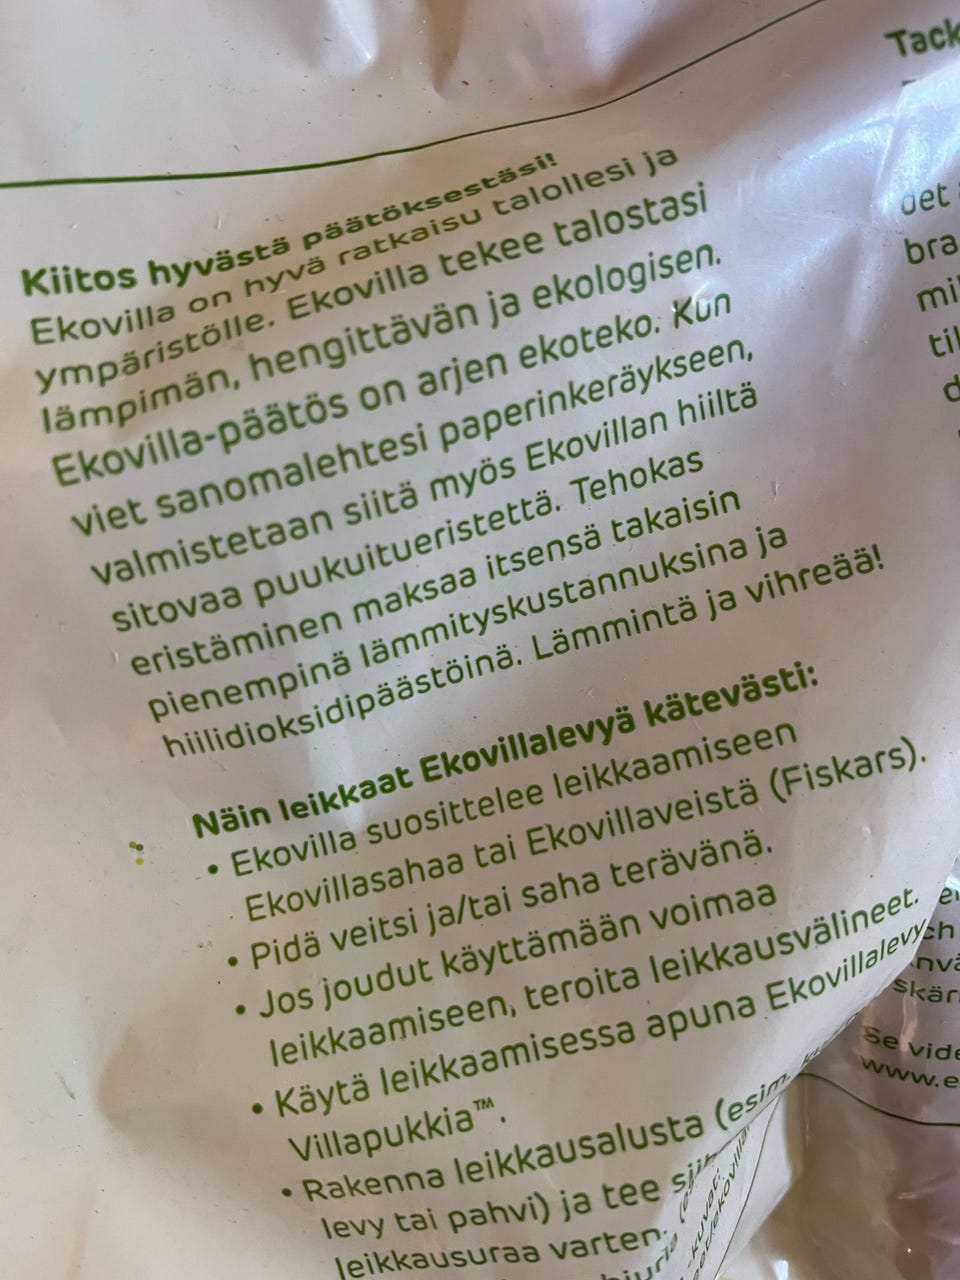 Kiitos hyvästä päätöksestäsi!
Ekovilla on hyvä ratkaisu talollesi ja
ympäristölle. Ekovilla tekee talostasi
lämpimän, hengittävän ja ekologisen.
Ekovilla-päätös on arjen ekoteko. Kun
viet sanomalehtesi paperinkeräykseen,
valmistetaan siitä myös Ekovillan hiiltä
sitovaa puukuitueristettä. Tehokas
eristäminen maksaa itsensä takaisin
pienempinä lämmityskustannuksina ja
hiilidioksidipäästöinä. Lämmintä ja vihreää!
Näin leikkaat Ekovillalevyä kätevästi:
• Ekovilla suosittelee leikkaamiseen
Ekovillasahaa tai Ekovillaveistä (Fiskars).
• Pidä veitsi ja/tai saha terävänä.
• Jos joudut käyttämään voimaa
leikkaamiseen, teroita leikkausvälineet.
• Käytä leikkaamisessa apuna Ekovillalevy
Villapukkia™.
• Rakenna leikkausalusta (esim.
levy tai pahvi) ja tee
leikkausuraa varten.
Tack
det
bra
Se
www.e